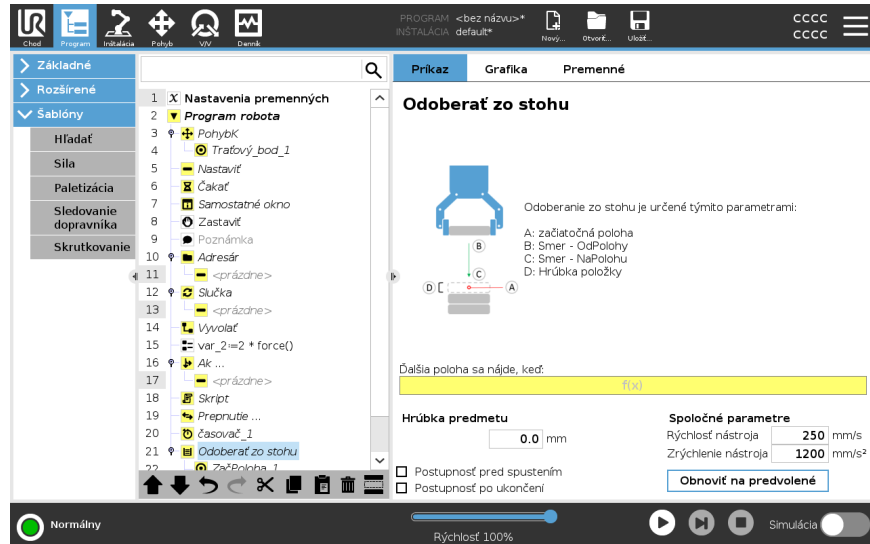 PROGRAM <bez názvu>*
INŠTALÁCIA default*
Chod
Program
Inštalácia
Pohyb
V/V
Denník
Nový...
Otvoriť...
Uložiť...
CCCC
CCCC
Základné
Rozšírené
Šablóny
Hľadať
Sila
Paletizácia
Sledovanie
dopravníka
Skrutkovanie
1 X Nastavenia premenných
2 Program robota
3 PohybK
4 Traťový_bod_1
5 Nastaviť
6 Čakať
7 Samostatné okno
8 Zastaviť
9 Poznámka
10 Adresár
11 <prázdne>
12 Slučka
13 <prázdne>
14 Vyvolať
15 var_2≔2 * force()
16 Ak ...
17 <prázdne>
18 Skript
19 Prepnutie ...
20 časovač_1
21 Odoberať zo stohu
22 ZačPoloha_1
Príkaz
Grafika
Premenné
Odoberať zo stohu
B
C
D
A
Odoberanie zo stohu je určené týmito parametrami:
A: začiatočná poloha
B: Smer - OdPolohy
C: Smer - NaPolohu
D: Hrúbka položky
Ďalšia poloha sa nájde, keď:
f(x)
Hrúbka predmetu
0.0 mm
Postupnosť pred spustením
Postupnosť po ukončení
Spoločné parametre
Rýchlosť nástroja 250 mm/s
Zrýchlenie nástroja 1200 mm/s²
Obnoviť na predvolené
Normálny
Rýchlosť 100%
Simulácia